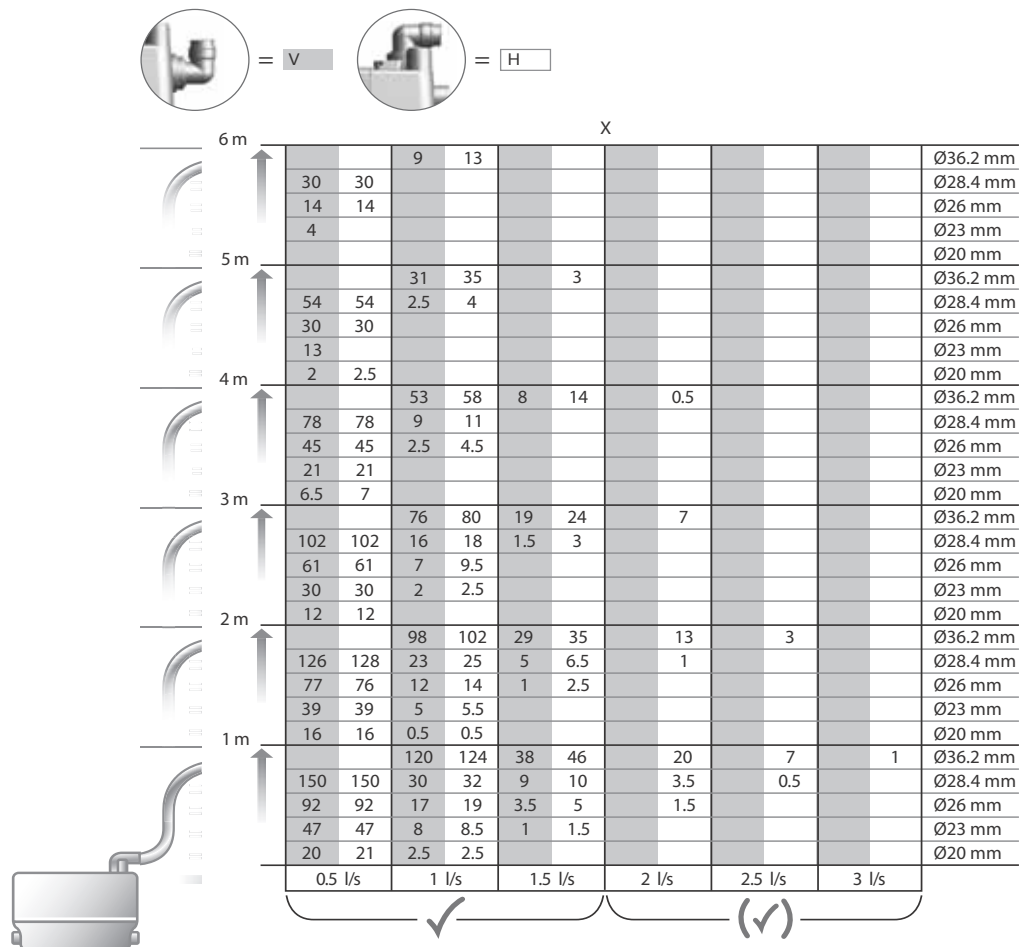 = V = H
X
6 m
9 13 Ø36.2 mm
30 30 Ø28.4 mm
14 14 Ø26 mm
4 Ø23 mm
Ø20 mm
5 m
31 35 3 Ø36.2 mm
54 54 2.5 4 Ø28.4 mm
30 30 Ø26 mm
13 Ø23 mm
2 2.5 Ø20 mm
4 m
53 58 8 14 0.5 Ø36.2 mm
78 78 9 11 Ø28.4 mm
45 45 2.5 4.5 Ø26 mm
21 21 Ø23 mm
6.5 7 Ø20 mm
3 m
76 80 19 24 7 Ø36.2 mm
102 102 16 18 1.5 3 Ø28.4 mm
61 61 7 9.5 Ø26 mm
30 30 2 2.5 Ø23 mm
12 12 Ø20 mm
2 m
98 102 29 35 13 3 Ø36.2 mm
126 128 23 25 5 6.5 1 Ø28.4 mm
77 76 12 14 1 2.5 Ø26 mm
39 39 5 5.5 Ø23 mm
16 16 0.5 0.5 Ø20 mm
1 m
120 124 38 46 20 7 1 Ø36.2 mm
150 150 30 32 9 10 3.5 0.5 Ø28.4 mm
92 92 17 19 3.5 5 1.5 Ø26 mm
47 47 8 8.5 1 1.5 Ø23 mm
20 21 2.5 2.5 Ø20 mm
0.5 l/s 1 l/s 1.5 l/s 2 l/s 2.5 l/s 3 l/s
✓ (✓)